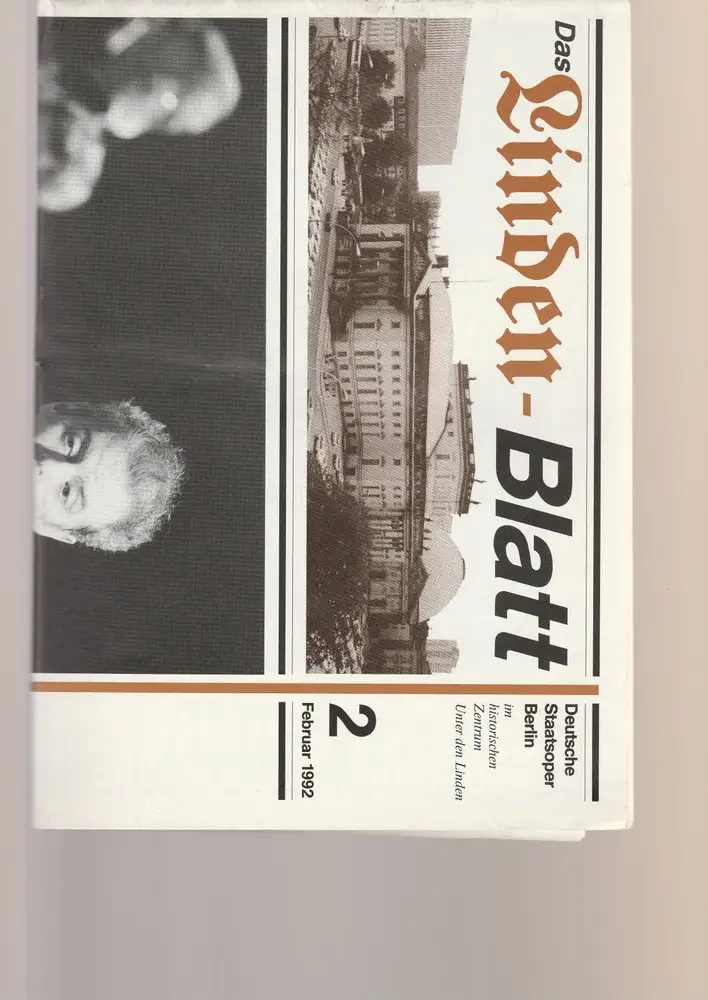 Das
Linden-Blatt
Deutsche
Staatsoper
Berlin
im
historischen
Zentrum
Unter den Linden
2
Februar 1992